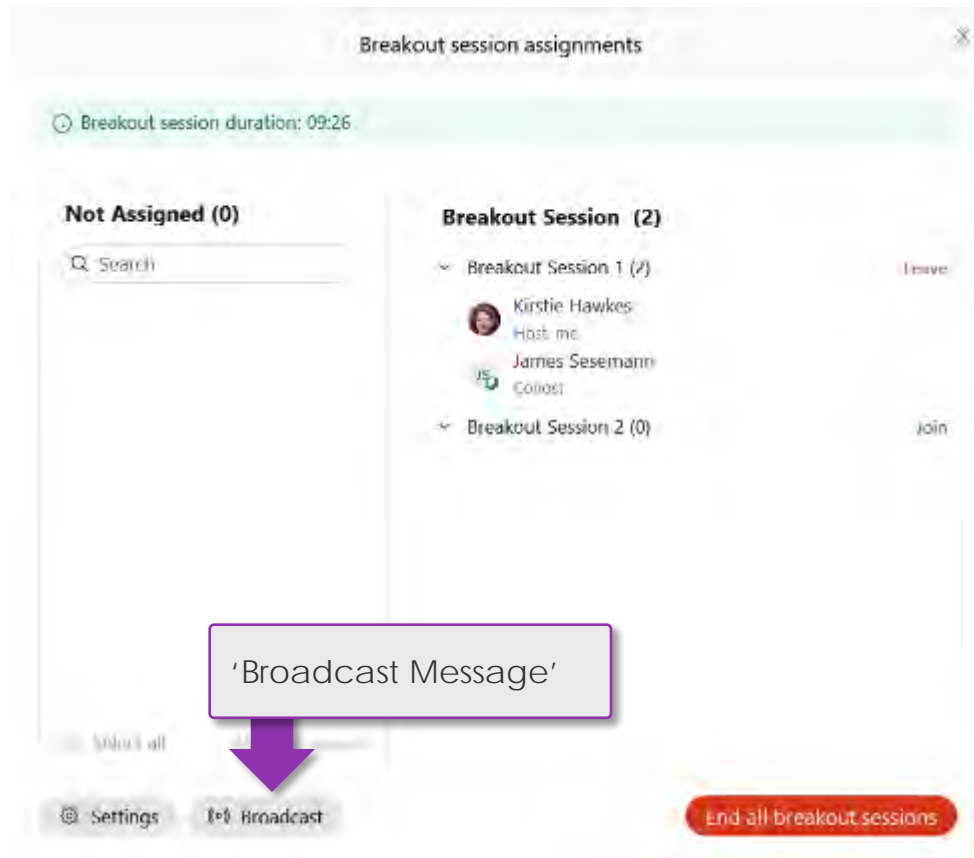 Breakout session assignments
Breakout session duration: 09:26
Not Assigned (0)
Search
Breakout Session (2)
Breakout Session 1 (2)
Leave
Kirstie Hawkes
Host, me
James Sesemann
JS
Cohost
Breakout Session 2 (0)
Join
'Broadcast Message'
Select all
Settings
Broadcast
End all breakout sessions